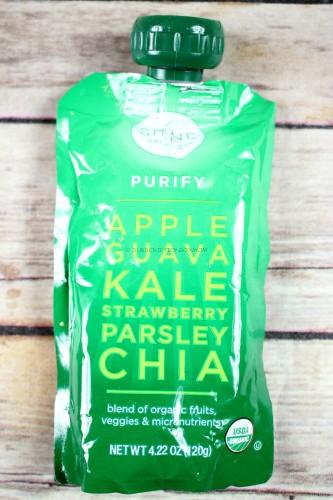 PURIFY
APPLE
GUAVA
KALE
STRAWBERRY
PARSLEY
CHIA
blend of organic fruits,
veggies & micronutrients
NET WT 4.22 OZ (120g)
USDA
ORGANIC
U